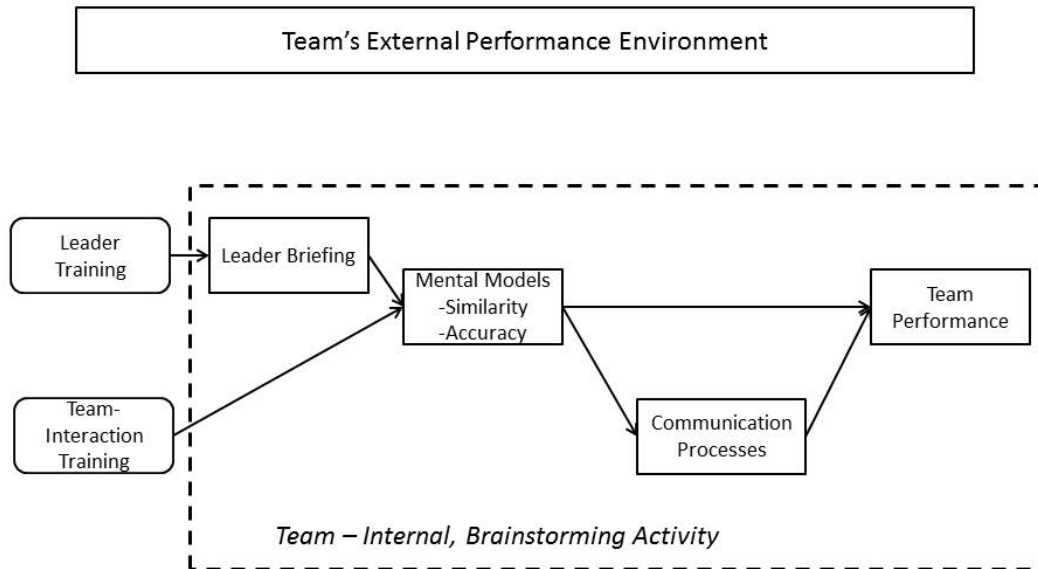 Team’s External Performance Environment
Leader
Training
Leader Briefing
Mental Models
-Similarity
-Accuracy
Team
Performance
Team-
Interaction
Training
Communication
Processes
Team – Internal, Brainstorming Activity